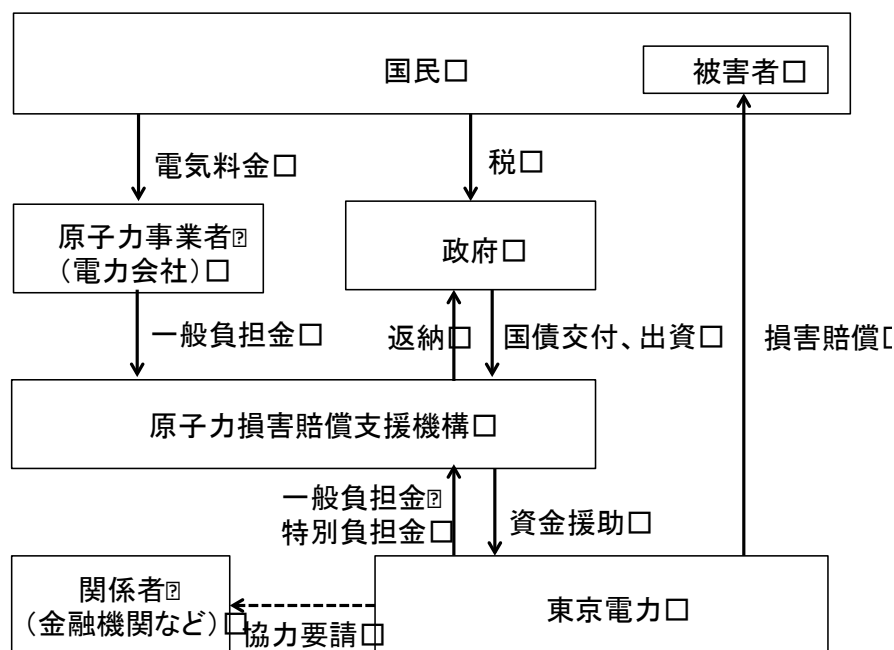 国民
被害者
電気料金
税
原子力事業者
（電力会社）
政府
一般負担金
返納
国債交付、出資
損害賠償
原子力損害賠償支援機構
一般負担金
特別負担金
資金援助
関係者
（金融機関など）
協力要請
東京電力